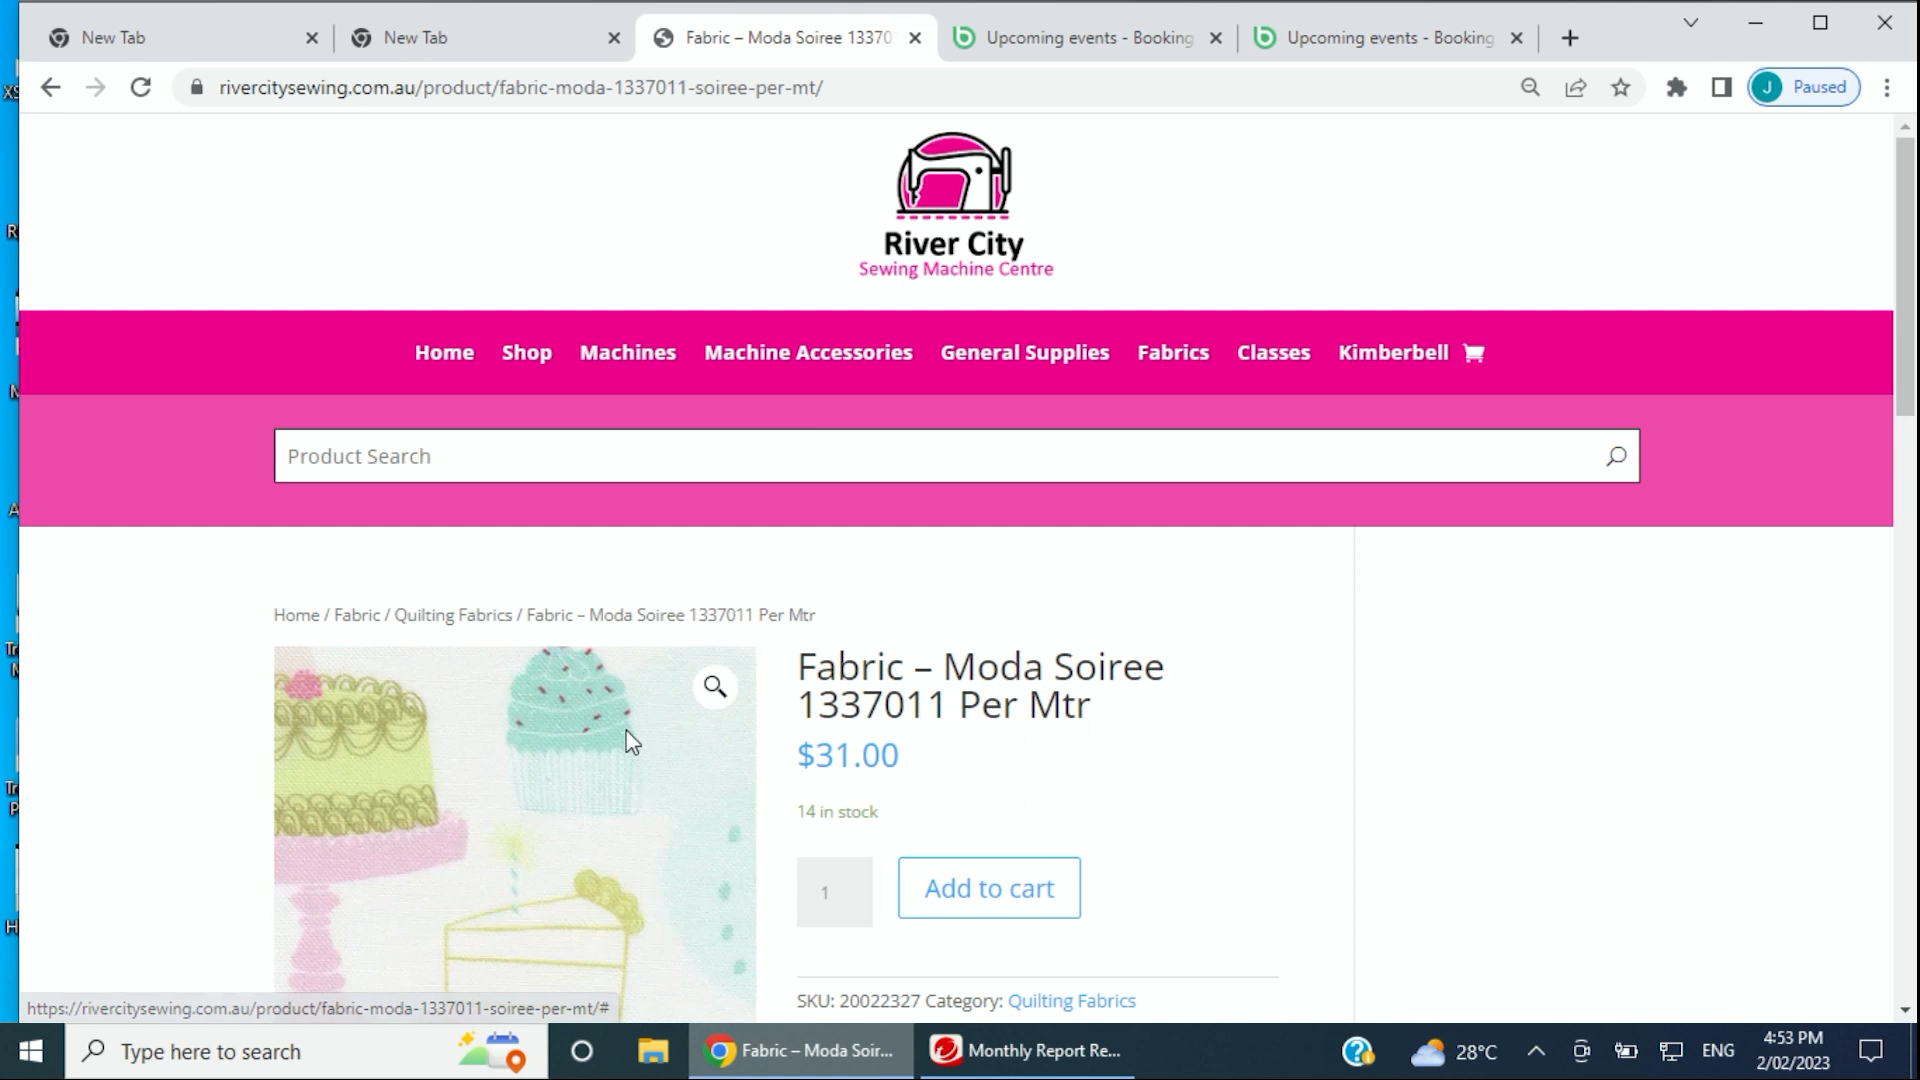 New Tab
New Tab
Fabric – Moda Soiree 13370
Upcoming events - Booking
Upcoming events - Booking
rivercitysewing.com.au/product/fabric-moda-1337011-soiree-per-mt/
J Paused
River City
Sewing Machine Centre
Home Shop Machines Machine Accessories General Supplies Fabrics Classes Kimberbell
Product Search
Home / Fabric / Quilting Fabrics / Fabric – Moda Soiree 1337011 Per Mtr
Fabric – Moda Soiree
1337011 Per Mtr
$31.00
14 in stock
1
Add to cart
SKU: 20022327 Category: Quilting Fabrics
https://rivercitysewing.com.au/product/fabric-moda-1337011-soiree-per-mt/#
Type here to search
Fabric – Moda Soir...
Monthly Report Re...
28°C
ENG
4:53 PM
2/02/2023